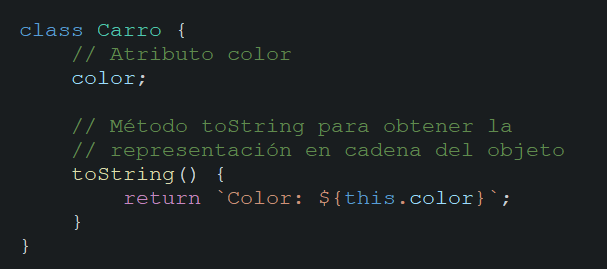 class Carro {
    // Atributo color
    color;

    // Método toString para obtener la
    // representación en cadena del objeto
    toString() {
        return `Color: ${this.color}`;
    }
}